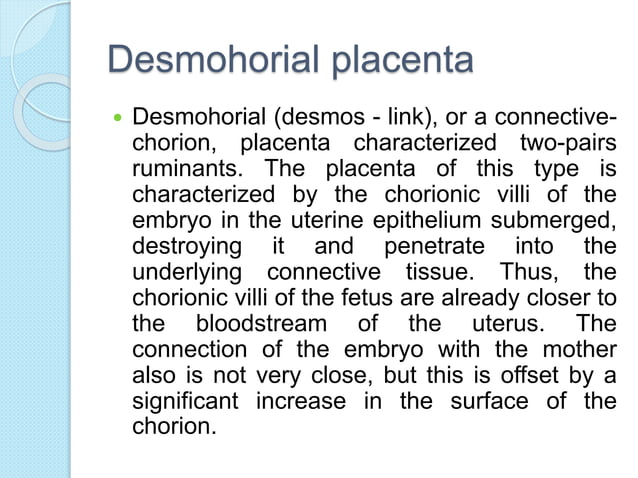 Desmohorial placenta
Desmohorial (desmos - link), or a connective-
chorion, placenta characterized two-pairs
ruminants. The placenta of this type is
characterized by the chorionic villi of the
embryo in the uterine epithelium submerged,
destroying it and penetrate into the
underlying connective tissue. Thus, the
chorionic villi of the fetus are already closer to
the bloodstream of the uterus. The
connection of the embryo with the mother
also is not very close, but this is offset by a
significant increase in the surface of the
chorion.